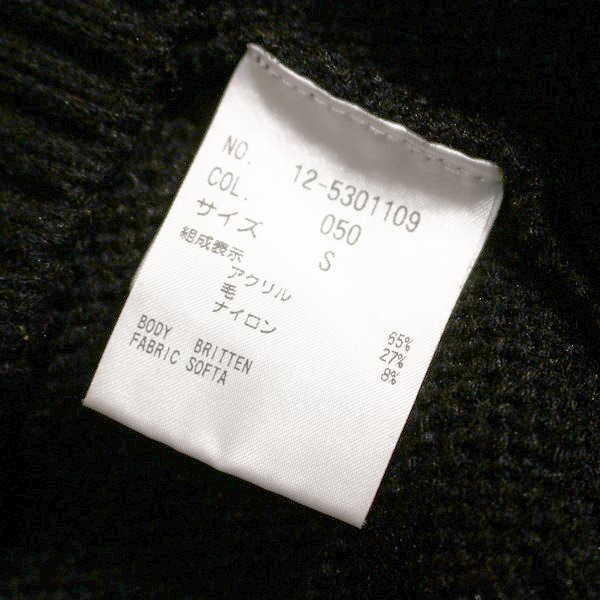 NO. 12-5301109
COL. 050
サイズ S
組成表示
アクリル 65%
毛 27%
ナイロン 8%
BODY BRITTEN
FABRIC SOFTA